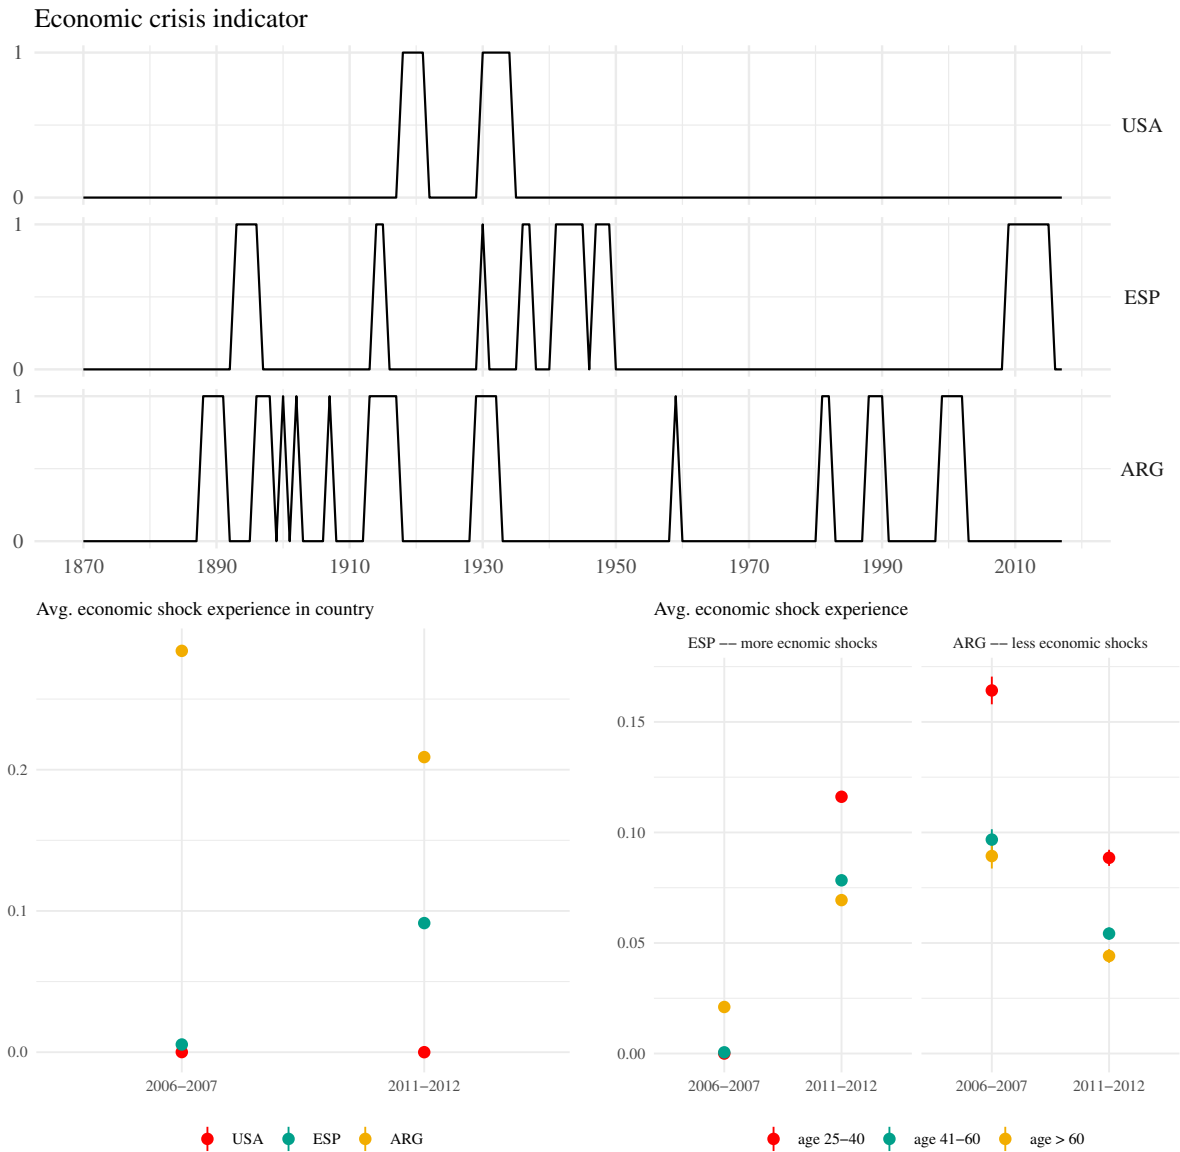 Economic crisis indicator
1
USA
0
1
ESP
0
1
ARG
0
1870 1890 1910 1930 1950 1970 1990 2010
Avg. economic shock experience in country
0.2
0.1
0.0
2006−2007 2011−2012
USA ESP ARG
Avg. economic shock experience
ESP −− more ecnomic shocks ARG −− less economic shocks
0.15
0.10
0.05
0.00
2006−2007 2011−2012 2006−2007 2011−2012
age 25−40 age 41−60 age > 60